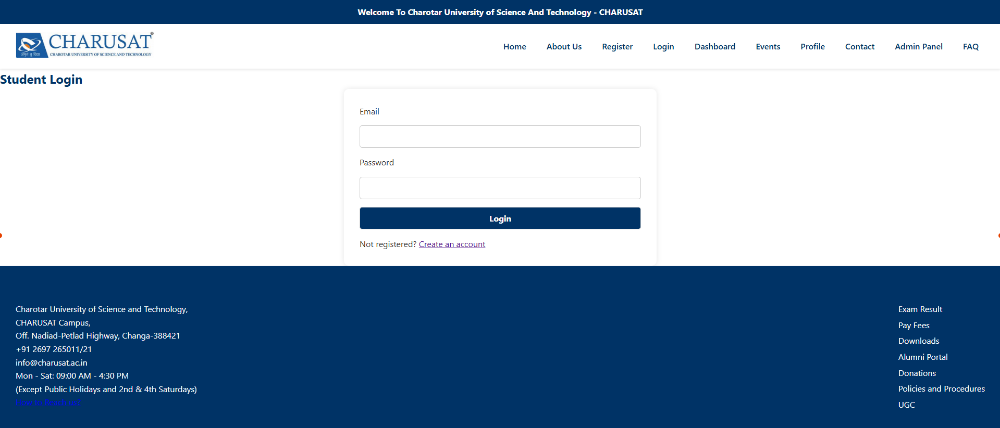 Welcome To Charotar University of Science And Technology - CHARUSAT
CHARUSAT®
CHAROTAR UNIVERSITY OF SCIENCE AND TECHNOLOGY
अमृतं तु विद्या
Home About Us Register Login Dashboard Events Profile Contact Admin Panel FAQ
Student Login
Email
Password
Login
Not registered? Create an account
Charotar University of Science and Technology,
CHARUSAT Campus,
Off. Nadiad-Petlad Highway, Changa-388421
+91 2697 265011/21
info@charusat.ac.in
Mon - Sat: 09:00 AM - 4:30 PM
(Except Public Holidays and 2nd & 4th Saturdays)
How to Reach us?
Exam Result
Pay Fees
Downloads
Alumni Portal
Donations
Policies and Procedures
UGC